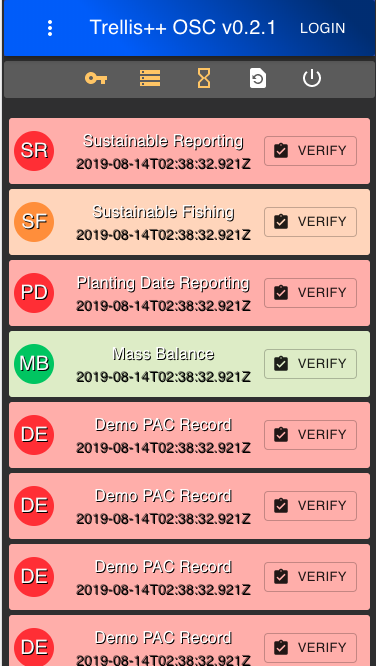 Trellis++ OSC v0.2.1 LOGIN
SR Sustainable Reporting
2019-08-14T02:38:32.921Z VERIFY
SF Sustainable Fishing
2019-08-14T02:38:32.921Z VERIFY
PD Planting Date Reporting
2019-08-14T02:38:32.921Z VERIFY
MB Mass Balance
2019-08-14T02:38:32.921Z VERIFY
DE Demo PAC Record
2019-08-14T02:38:32.921Z VERIFY
DE Demo PAC Record
2019-08-14T02:38:32.921Z VERIFY
DE Demo PAC Record
2019-08-14T02:38:32.921Z VERIFY
DE Demo PAC Record
2019-08-14T02:38:32.921Z VERIFY